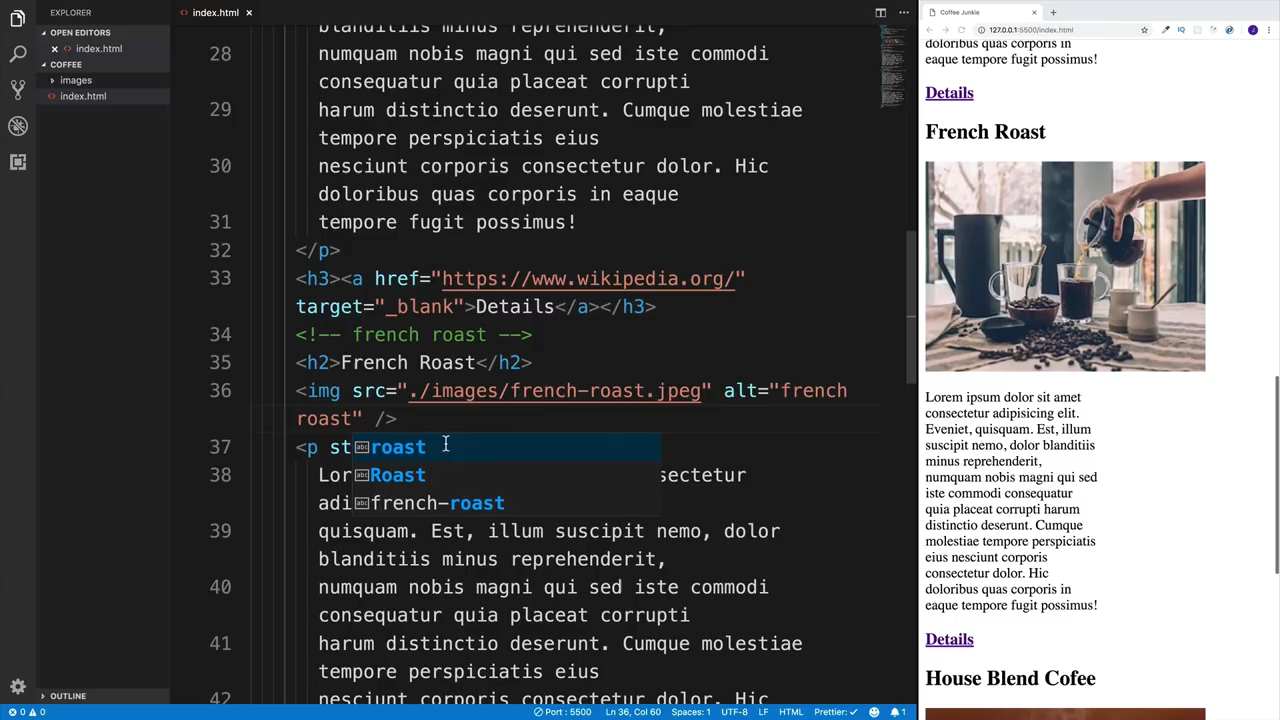 EXPLORER
OPEN EDITORS
index.html
COFFEE
images
index.html
OUTLINE
0 0
index.html
blanditiis minus reprehenderit,
28 numquam nobis magni qui sed iste commodi
consequatur quia placeat corrupti
29 harum distinctio deserunt. Cumque molestiae
tempore perspiciatis eius
30 nesciunt corporis consectetur dolor. Hic
doloribus quas corporis in eaque
31 tempore fugit possimus!
32 </p>
33 <h3><a href="https://www.wikipedia.org/"
target="_blank">Details</a></h3>
34 <!-- french roast -->
35 <h2>French Roast</h2>
36 <img src="./images/french-roast.jpeg" alt="french
roast" />
37 <p st
roast
Roast
french-roast
38 Lor sectetur
adi
39 quisquam. Est, illum suscipit nemo, dolor
blanditiis minus reprehenderit,
40 numquam nobis magni qui sed iste commodi
consequatur quia placeat corrupti
41 harum distinctio deserunt. Cumque molestiae
tempore perspiciatis eius
42 nesciunt corporis consectetur dolor. Hic
Port : 5500 Ln 36, Col 60 Spaces: 1 UTF-8 LF HTML Prettier: ✓ 1
Coffee Junkie
127.0.0.1:5500/index.html
IQ
J
doloribus quas corporis in
eaque tempore fugit possimus!
Details
French Roast
Lorem ipsum dolor sit amet
consectetur adipisicing elit.
Eveniet, quisquam. Est, illum
suscipit nemo, dolor blanditiis
minus reprehenderit,
numquam nobis magni qui sed
iste commodi consequatur
quia placeat corrupti harum
distinctio deserunt. Cumque
molestiae tempore perspiciatis
eius nesciunt corporis
consectetur dolor. Hic
doloribus quas corporis in
eaque tempore fugit possimus!
Details
House Blend Cofee